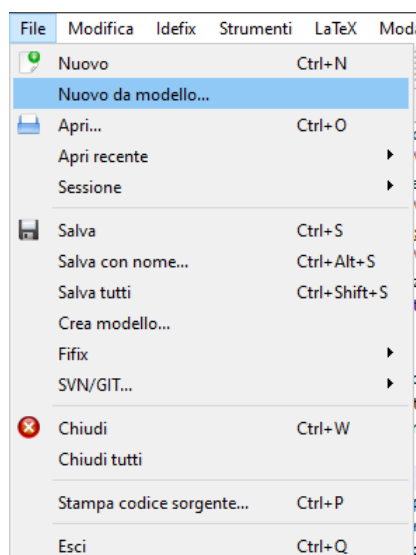 File Modifica Idefix Strumenti LaTeX Moda
Nuovo Ctrl+N
Nuovo da modello...
Apri... Ctrl+O
Apri recente
Sessione
Salva Ctrl+S
Salva con nome... Ctrl+Alt+S
Salva tutti Ctrl+Shift+S
Crea modello...
Fifix
SVN/GIT...
Chiudi Ctrl+W
Chiudi tutti
Stampa codice sorgente... Ctrl+P
Esci Ctrl+Q